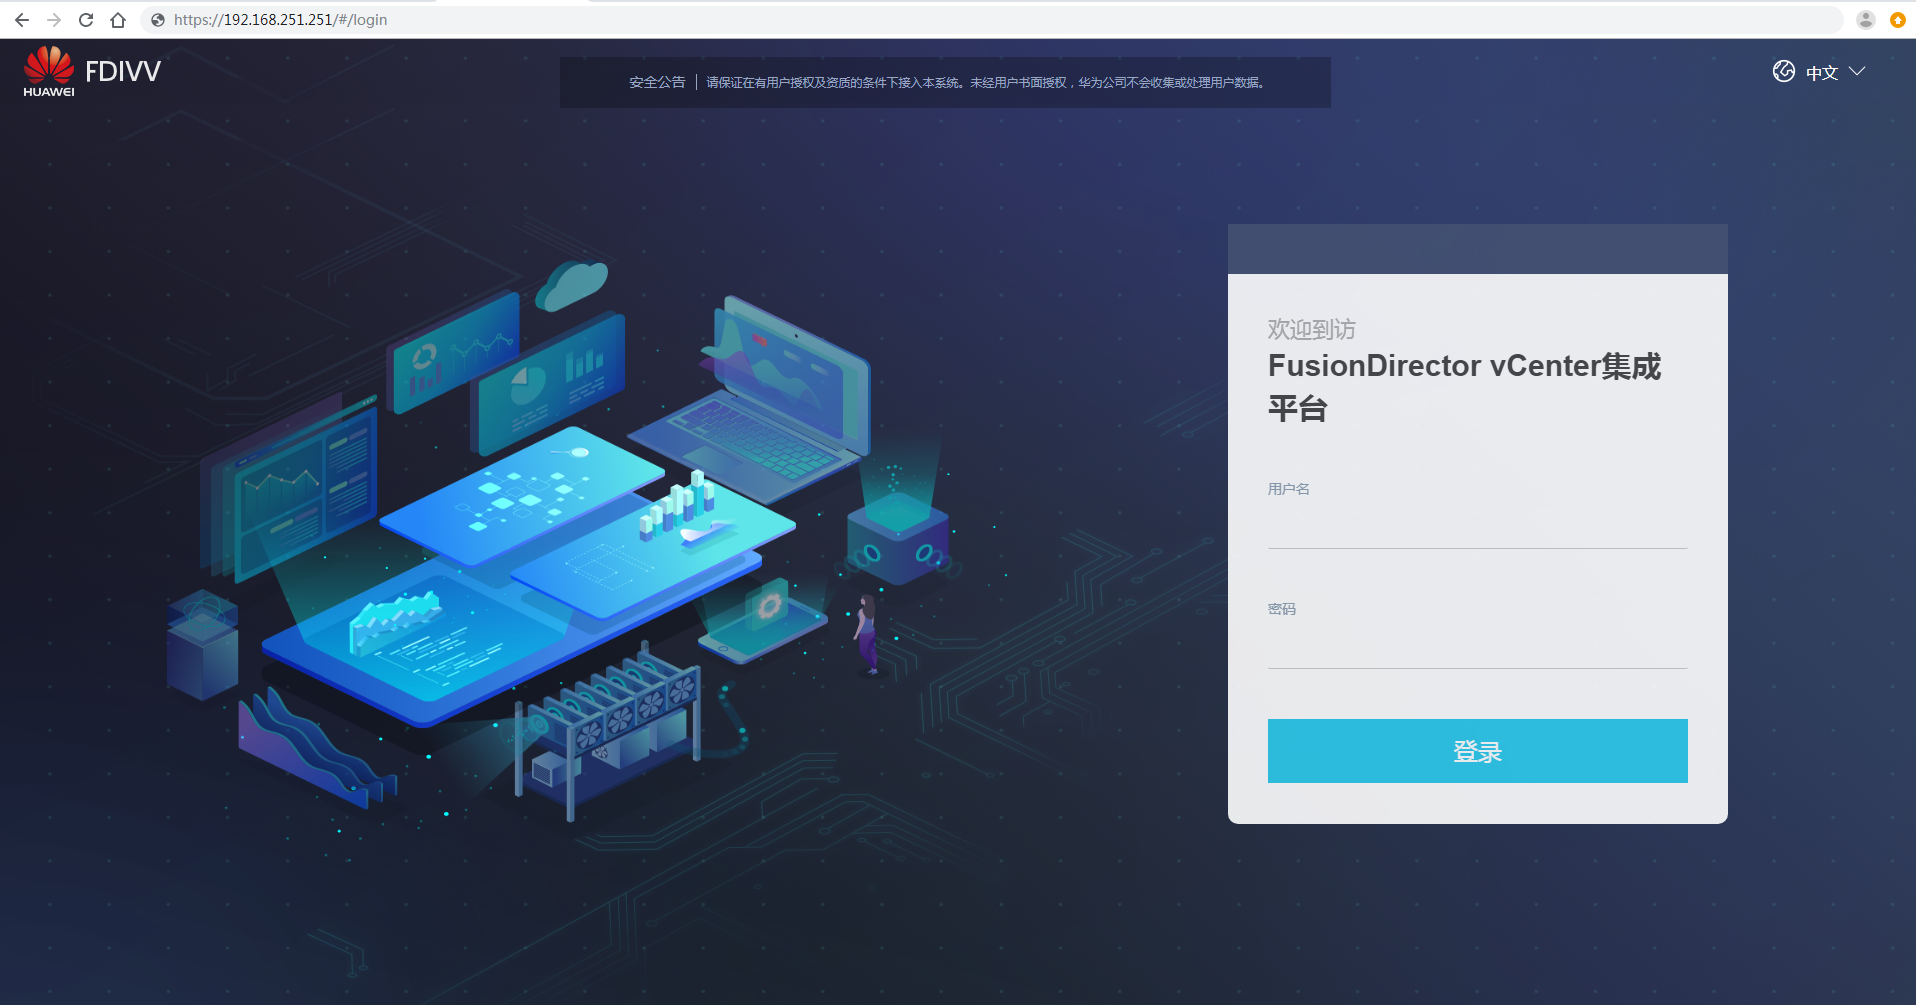 https://192.168.251.251/#/login
HUAWEI
FDIVV
安全公告 | 请保证在有用户授权及资质的条件下接入本系统。未经用户书面授权，华为公司不会收集或处理用户数据。
中文
欢迎到访
FusionDirector vCenter集成
平台
用户名
密码
登录